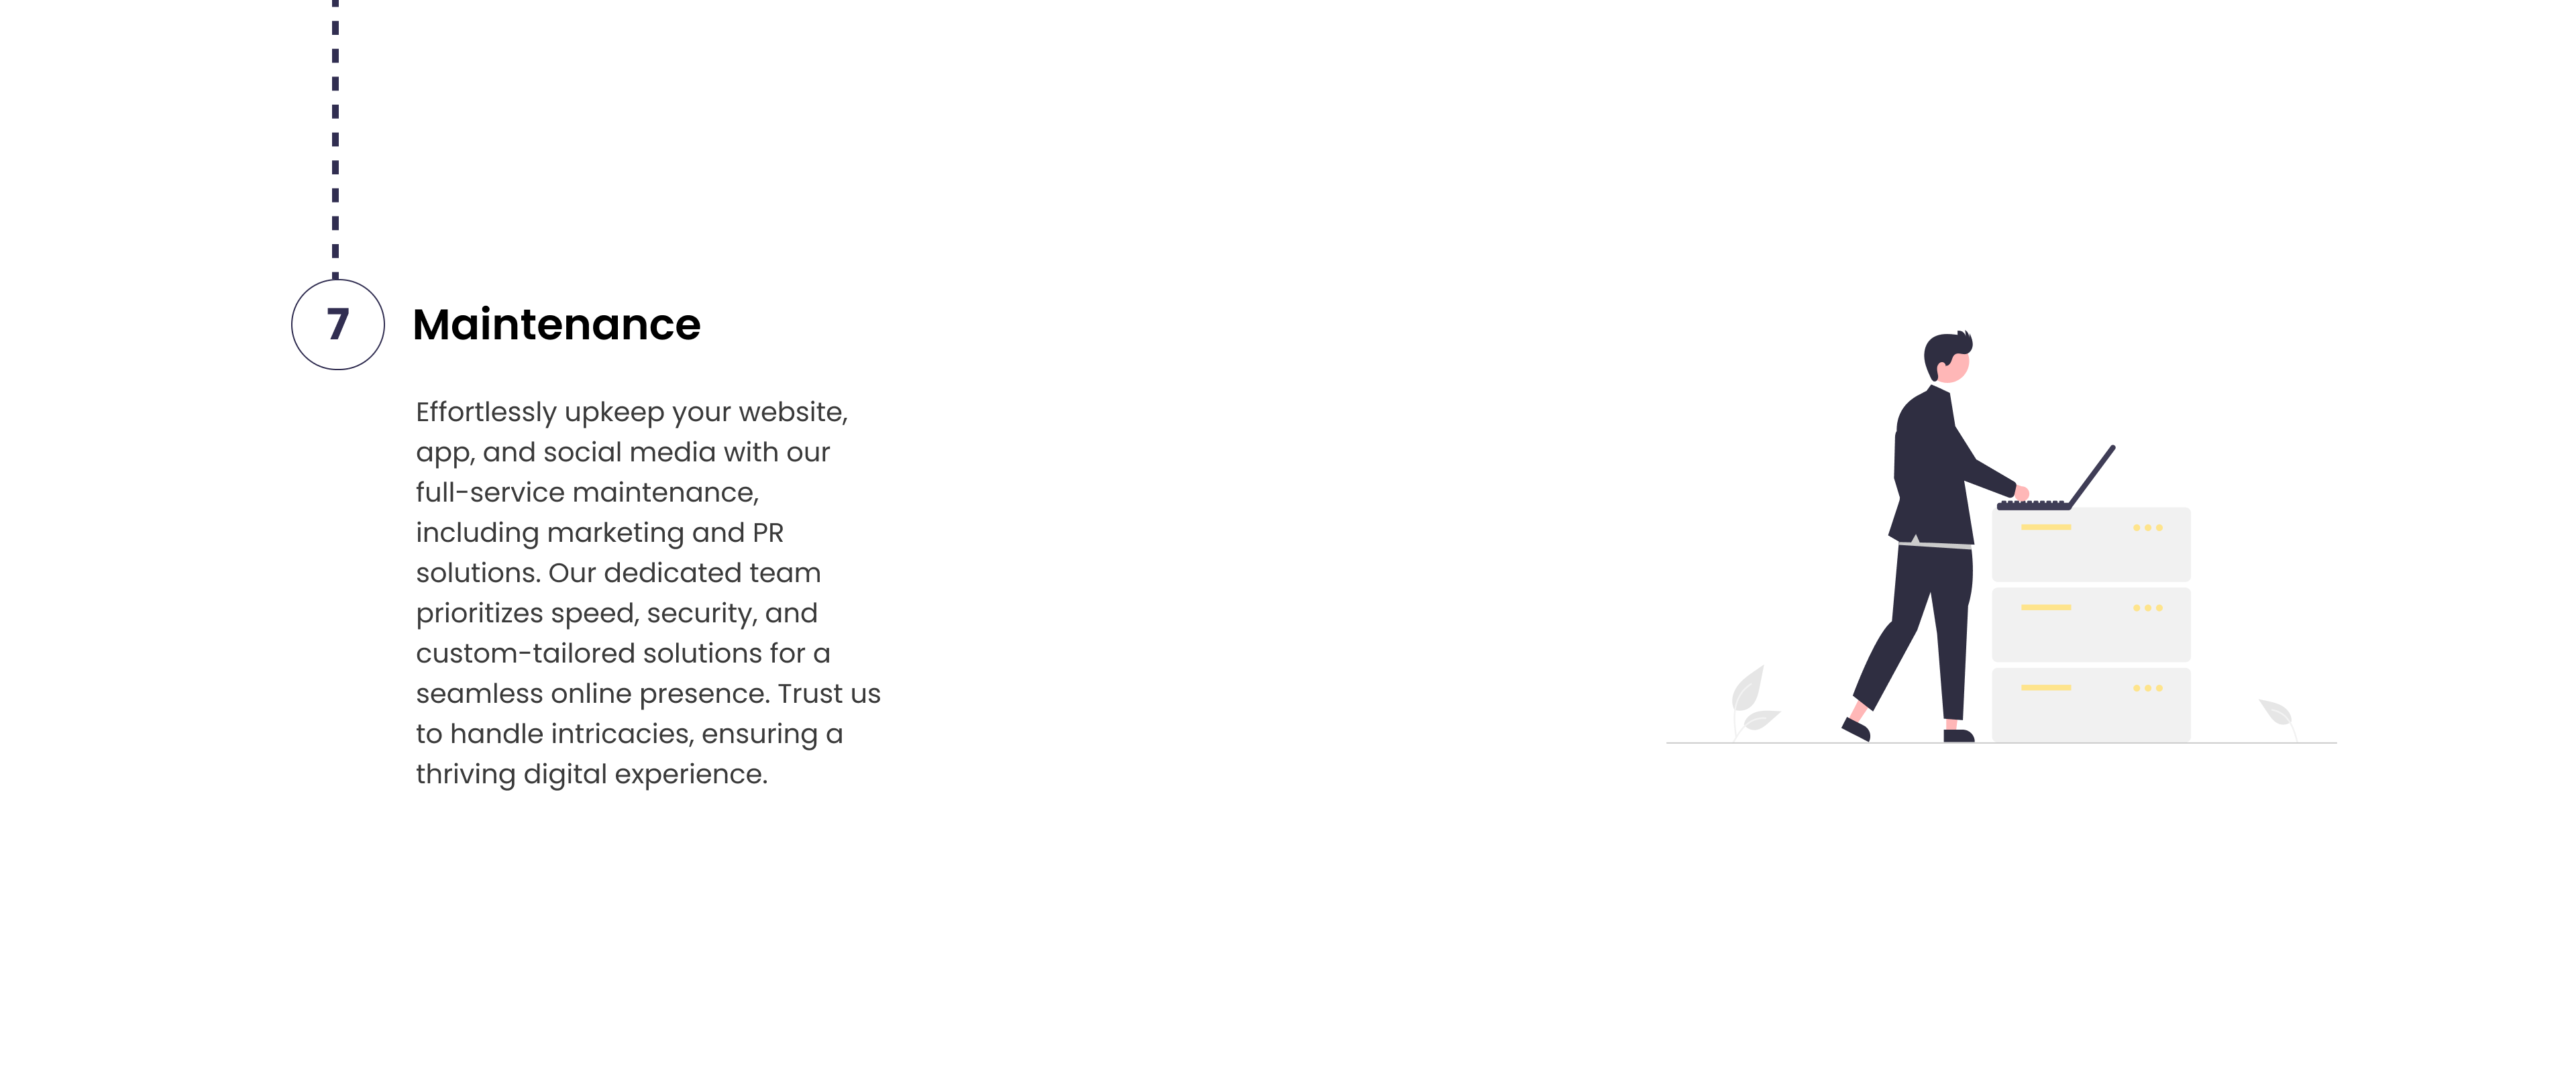 7
Maintenance
Effortlessly upkeep your website,
app, and social media with our
full-service maintenance,
including marketing and PR
solutions. Our dedicated team
prioritizes speed, security, and
custom-tailored solutions for a
seamless online presence. Trust us
to handle intricacies, ensuring a
thriving digital experience.